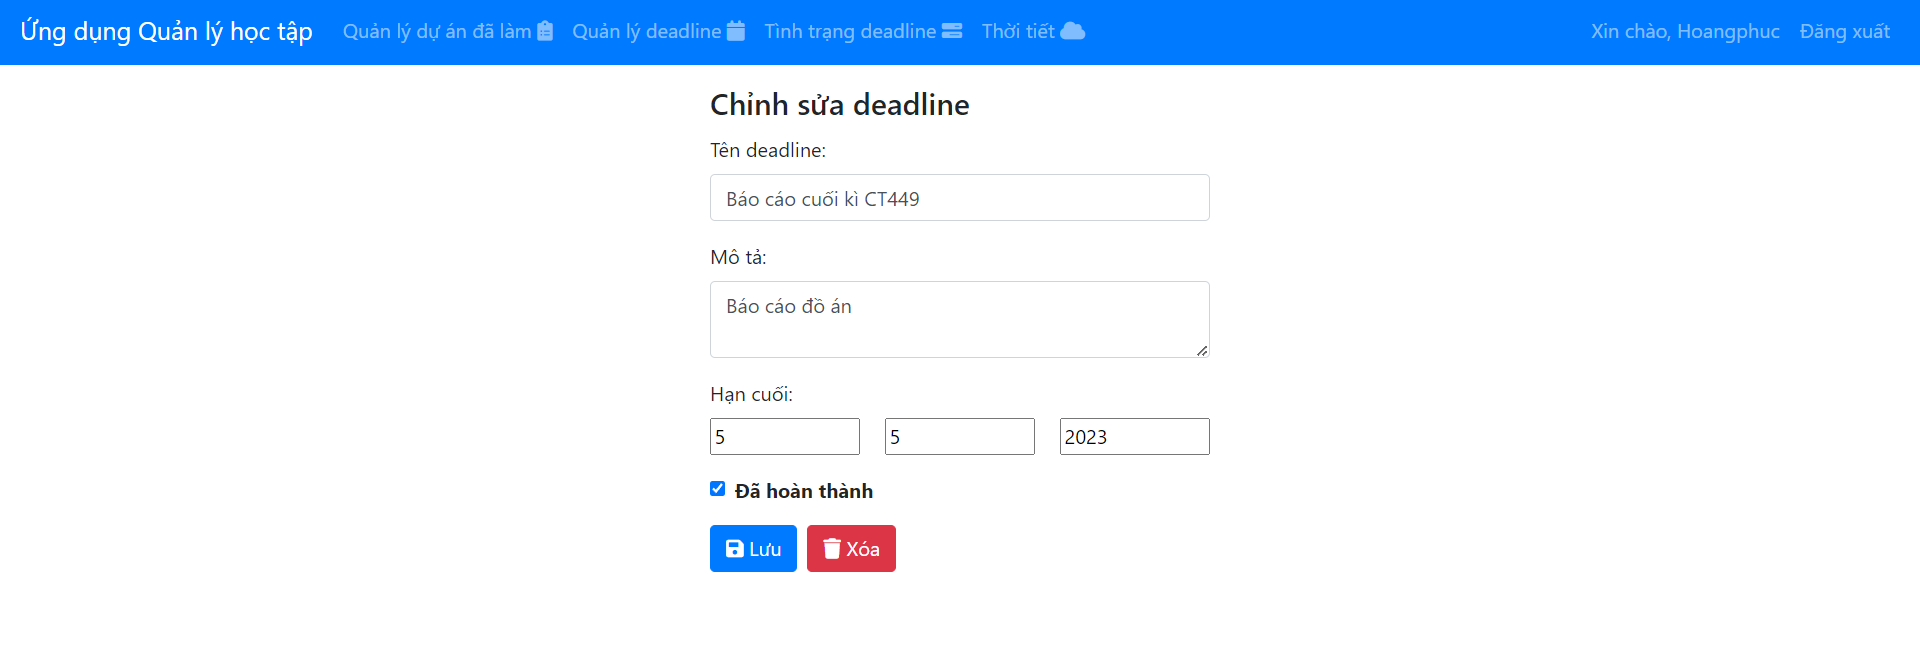 Ứng dụng Quản lý học tập Quản lý dự án đã làm Quản lý deadline Tình trạng deadline Thời tiết Xin chào, Hoangphuc Đăng xuất
Chỉnh sửa deadline
Tên deadline:
Báo cáo cuối kì CT449
Mô tả:
Báo cáo đồ án
Hạn cuối:
5 5 2023
Đã hoàn thành
Lưu Xóa